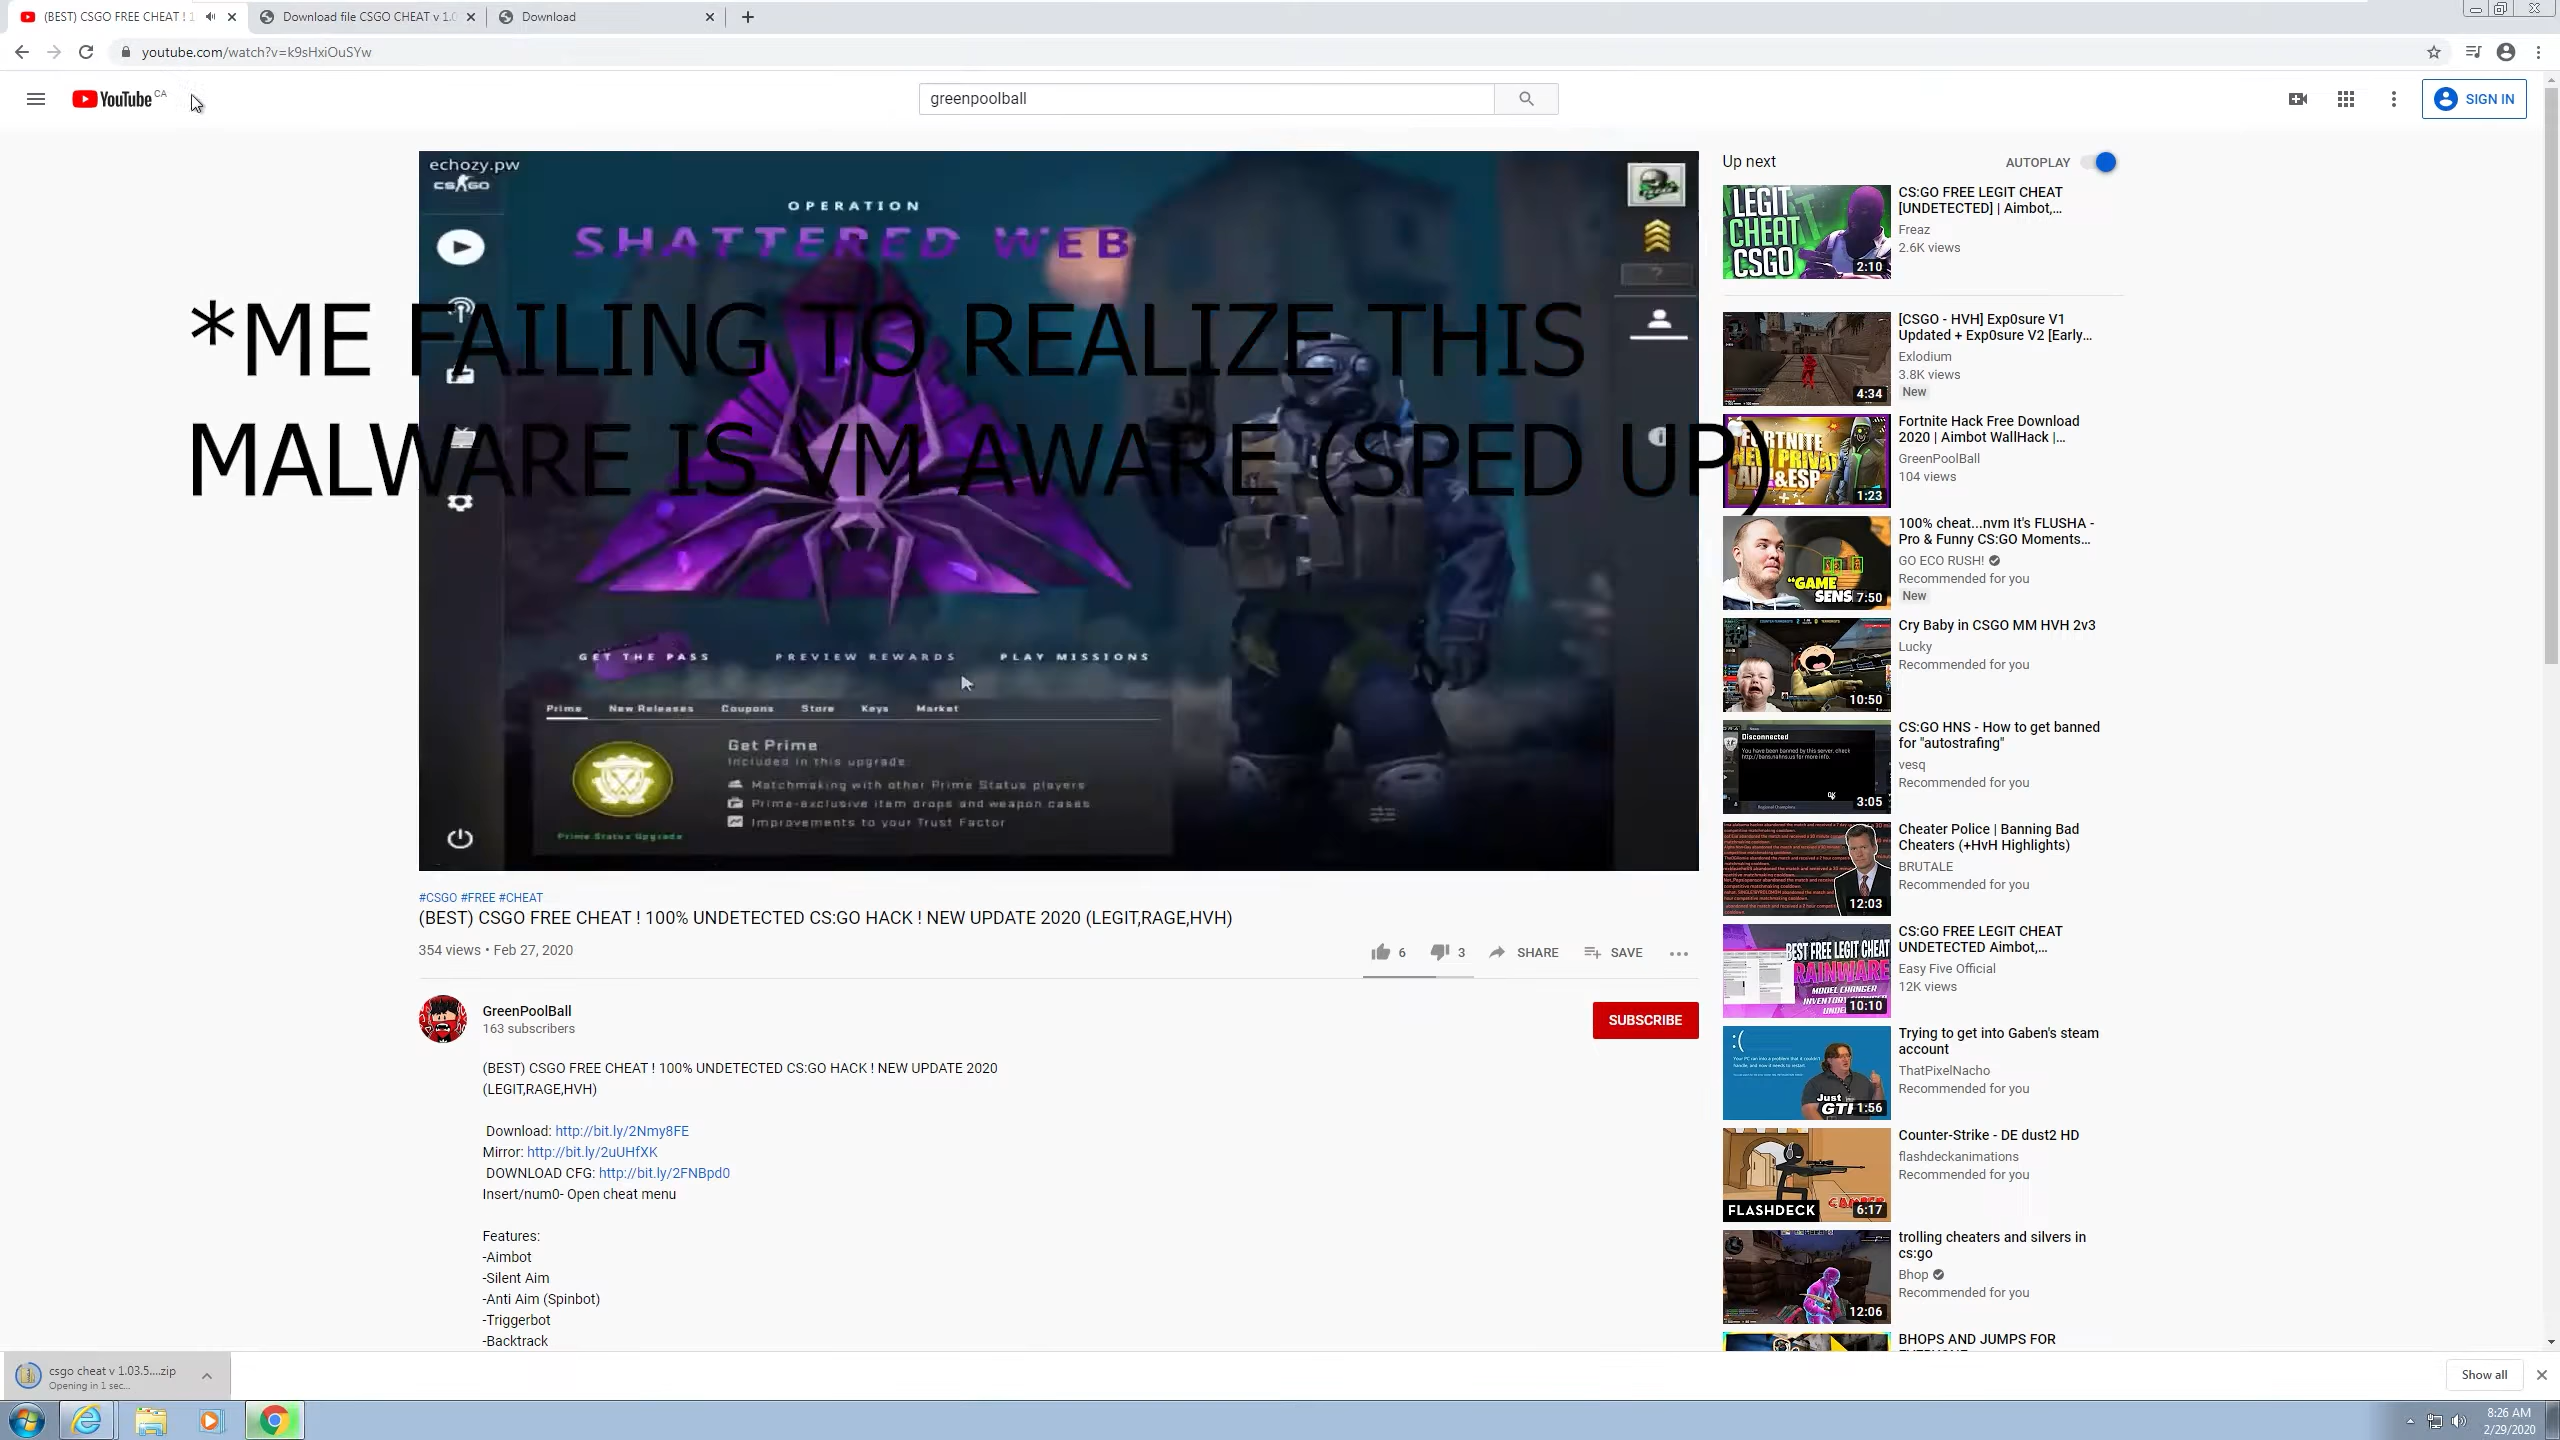 (BEST) CSGO FREE CHEAT ! 1
Download file CSGO CHEAT v 1.0
Download
youtube.com/watch?v=k9sHxiOuSYw
YouTube CA
greenpoolball
SIGN IN
echozy.pw
CS:GO
OPERATION
SHATTERED WEB
*ME FAILING TO REALIZE THIS
MALWARE IS VM AWARE (SPED UP)
GET THE PASS
PREVIEW REWARDS
PLAY MISSIONS
Prime
New Releases
Coupons
Store
Keys
Market
Get Prime
Included in this upgrade:
Matchmaking with other Prime Status players
Prime-exclusive item drops and weapon cases
Improvements to your Trust Factor
Prime Status Upgrade
#CSGO #FREE #CHEAT
(BEST) CSGO FREE CHEAT ! 100% UNDETECTED CS:GO HACK ! NEW UPDATE 2020 (LEGIT,RAGE,HVH)
354 views • Feb 27, 2020
6
3
SHARE
SAVE
GreenPoolBall
163 subscribers
SUBSCRIBE
(BEST) CSGO FREE CHEAT ! 100% UNDETECTED CS:GO HACK ! NEW UPDATE 2020
(LEGIT,RAGE,HVH)
Download: http://bit.ly/2Nmy8FE
Mirror: http://bit.ly/2uUHfXK
DOWNLOAD CFG: http://bit.ly/2FNBpd0
Insert/num0- Open cheat menu
Features:
-Aimbot
-Silent Aim
-Anti Aim (Spinbot)
-Triggerbot
-Backtrack
Up next
AUTOPLAY
LEGIT
CHEAT
CSGO
2:10
CS:GO FREE LEGIT CHEAT
[UNDETECTED] | Aimbot,...
Freaz
2.6K views
4:34
[CSGO - HVH] Exp0sure V1
Updated + Exp0sure V2 [Early...
Exlodium
3.8K views
New
FORTNITE
NEW PRIVA
AIM&ESP
1:23
Fortnite Hack Free Download
2020 | Aimbot WallHack |...
GreenPoolBall
104 views
"GAME
SENS
7:50
100% cheat...nvm It's FLUSHA -
Pro & Funny CS:GO Moments...
GO ECO RUSH!
Recommended for you
New
10:50
Cry Baby in CSGO MM HVH 2v3
Lucky
Recommended for you
Disconnected
You have been banned by this server, check
OK
3:05
CS:GO HNS - How to get banned
for "autostrafing"
vesq
Recommended for you
12:03
Cheater Police | Banning Bad
Cheaters (+HvH Highlights)
BRUTALE
Recommended for you
BEST FREE LEGIT CHEAT
RAINWARE
MODEL CHANGER
10:10
CS:GO FREE LEGIT CHEAT
UNDETECTED Aimbot,...
Easy Five Official
12K views
:(
Just
GTI
1:56
Trying to get into Gaben's steam
account
ThatPixelNacho
Recommended for you
FLASHDECK
6:17
Counter-Strike - DE dust2 HD
flashdeckanimations
Recommended for you
12:06
trolling cheaters and silvers in
cs:go
Bhop
Recommended for you
BHOPS AND JUMPS FOR
csgo cheat v 1.03.5....zip
Opening in 1 sec...
Show all
8:26 AM
2/29/2020